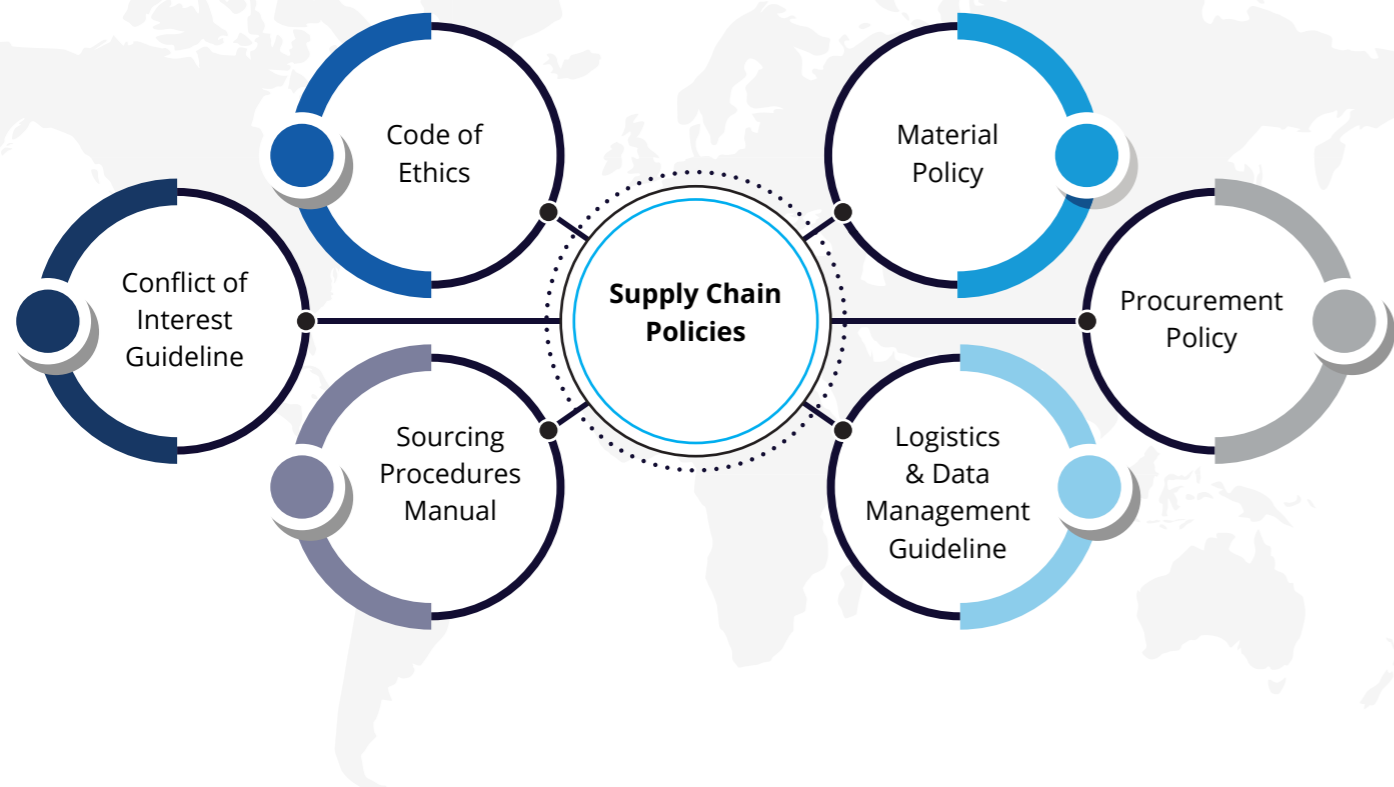 Code of
Ethics
Material
Policy
Conflict of
Interest
Guideline
Supply Chain
Policies
Procurement
Policy
Sourcing
Procedures
Manual
Logistics
& Data
Management
Guideline